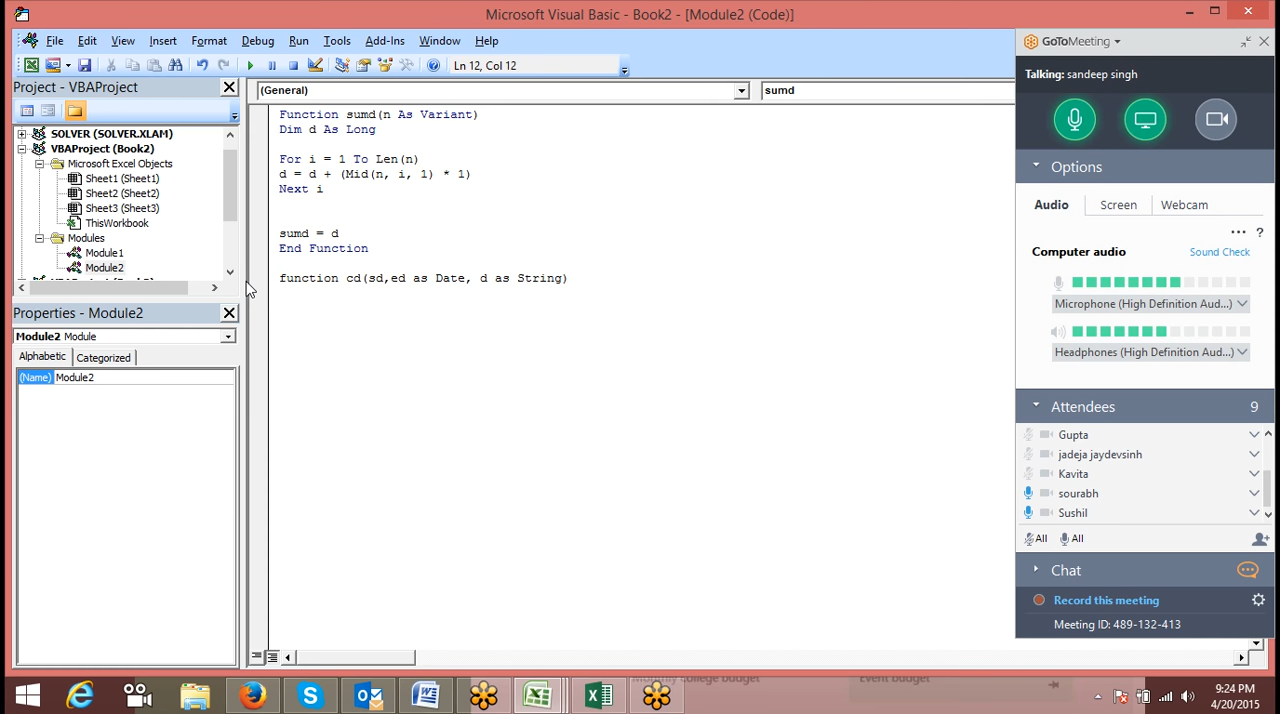 Microsoft Visual Basic - Book2 - [Module2 (Code)]
File Edit View Insert Format Debug Run Tools Add-Ins Window Help
Ln 12, Col 12
Project - VBAProject
SOLVER (SOLVER.XLAM)
VBAProject (Book2)
Microsoft Excel Objects
Sheet1 (Sheet1)
Sheet2 (Sheet2)
Sheet3 (Sheet3)
ThisWorkbook
Modules
Module1
Module2
Properties - Module2
Module2 Module
Alphabetic Categorized
(Name) Module2
(General) sumd
Function sumd(n As Variant)
Dim d As Long
For i = 1 To Len(n)
d = d + (Mid(n, i, 1) * 1)
Next i
sumd = d
End Function
function cd(sd,ed as Date, d as String)
GoToMeeting
Talking: sandeep singh
Options
Audio Screen Webcam
... ?
Computer audio Sound Check
Microphone (High Definition Aud...)
Headphones (High Definition Aud...)
Attendees 9
Gupta
jadeja jaydevsinh
Kavita
sourabh
Sushil
All All
Chat
Record this meeting
Meeting ID: 489-132-413
Monthly college budget Event budget
9:24 PM
4/20/2015